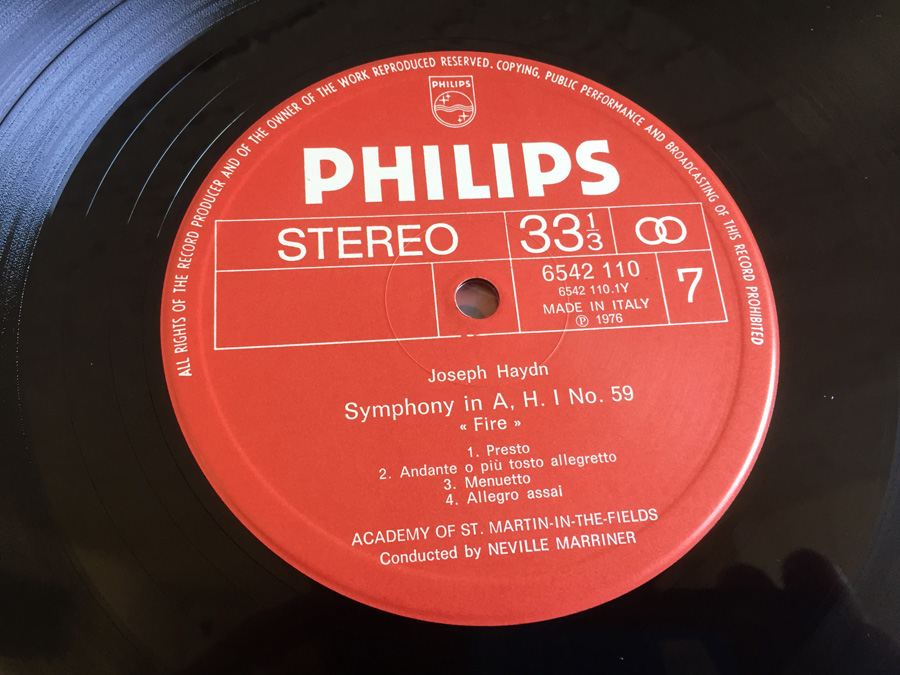 ALL RIGHTS OF THE RECORD PRODUCER AND OF THE OWNER OF THE WORK REPRODUCED RESERVED. COPYING, PUBLIC PERFORMANCE AND BROADCASTING OF THIS RECORD PROHIBITED
PHILIPS
PHILIPS
STEREO
33 1/3
6542 110
6542 110.1Y
MADE IN ITALY
℗ 1976
7
Joseph Haydn
Symphony in A, H. I No. 59
« Fire »
1. Presto
2. Andante o più tosto allegretto
3. Menuetto
4. Allegro assai
ACADEMY OF ST. MARTIN-IN-THE-FIELDS
Conducted by NEVILLE MARRINER